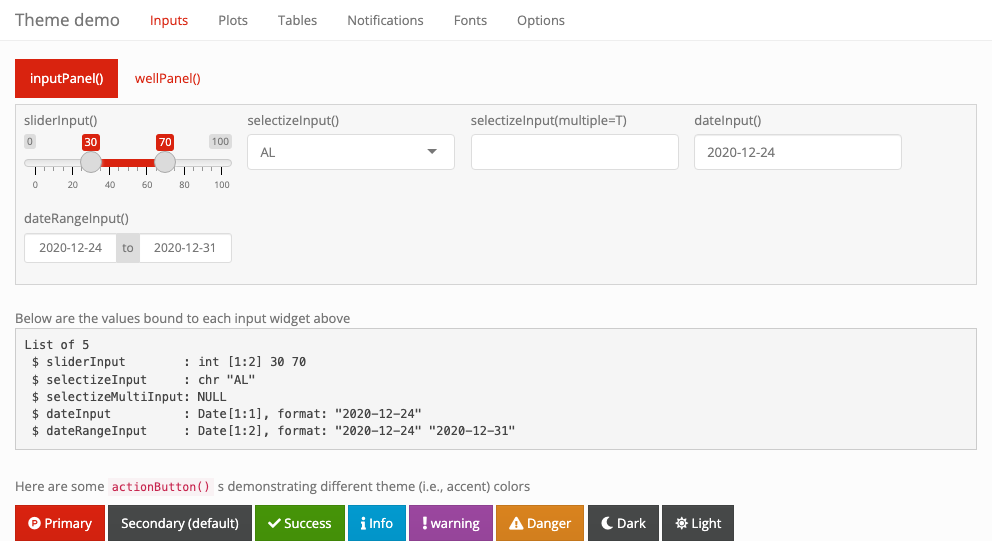 Theme demo Inputs Plots Tables Notifications Fonts Options
inputPanel() wellPanel()
sliderInput() selectizeInput() selectizeInput(multiple=T) dateInput()
0 30 70 100
AL 2020-12-24
0 20 40 60 80 100
dateRangeInput()
2020-12-24 to 2020-12-31
Below are the values bound to each input widget above
List of 5
 $ sliderInput        : int [1:2] 30 70
 $ selectizeInput     : chr "AL"
 $ selectizeMultiInput: NULL
 $ dateInput          : Date[1:1], format: "2020-12-24"
 $ dateRangeInput     : Date[1:2], format: "2020-12-24" "2020-12-31"
Here are some actionButton() s demonstrating different theme (i.e., accent) colors
Primary Secondary (default) Success Info warning Danger Dark Light